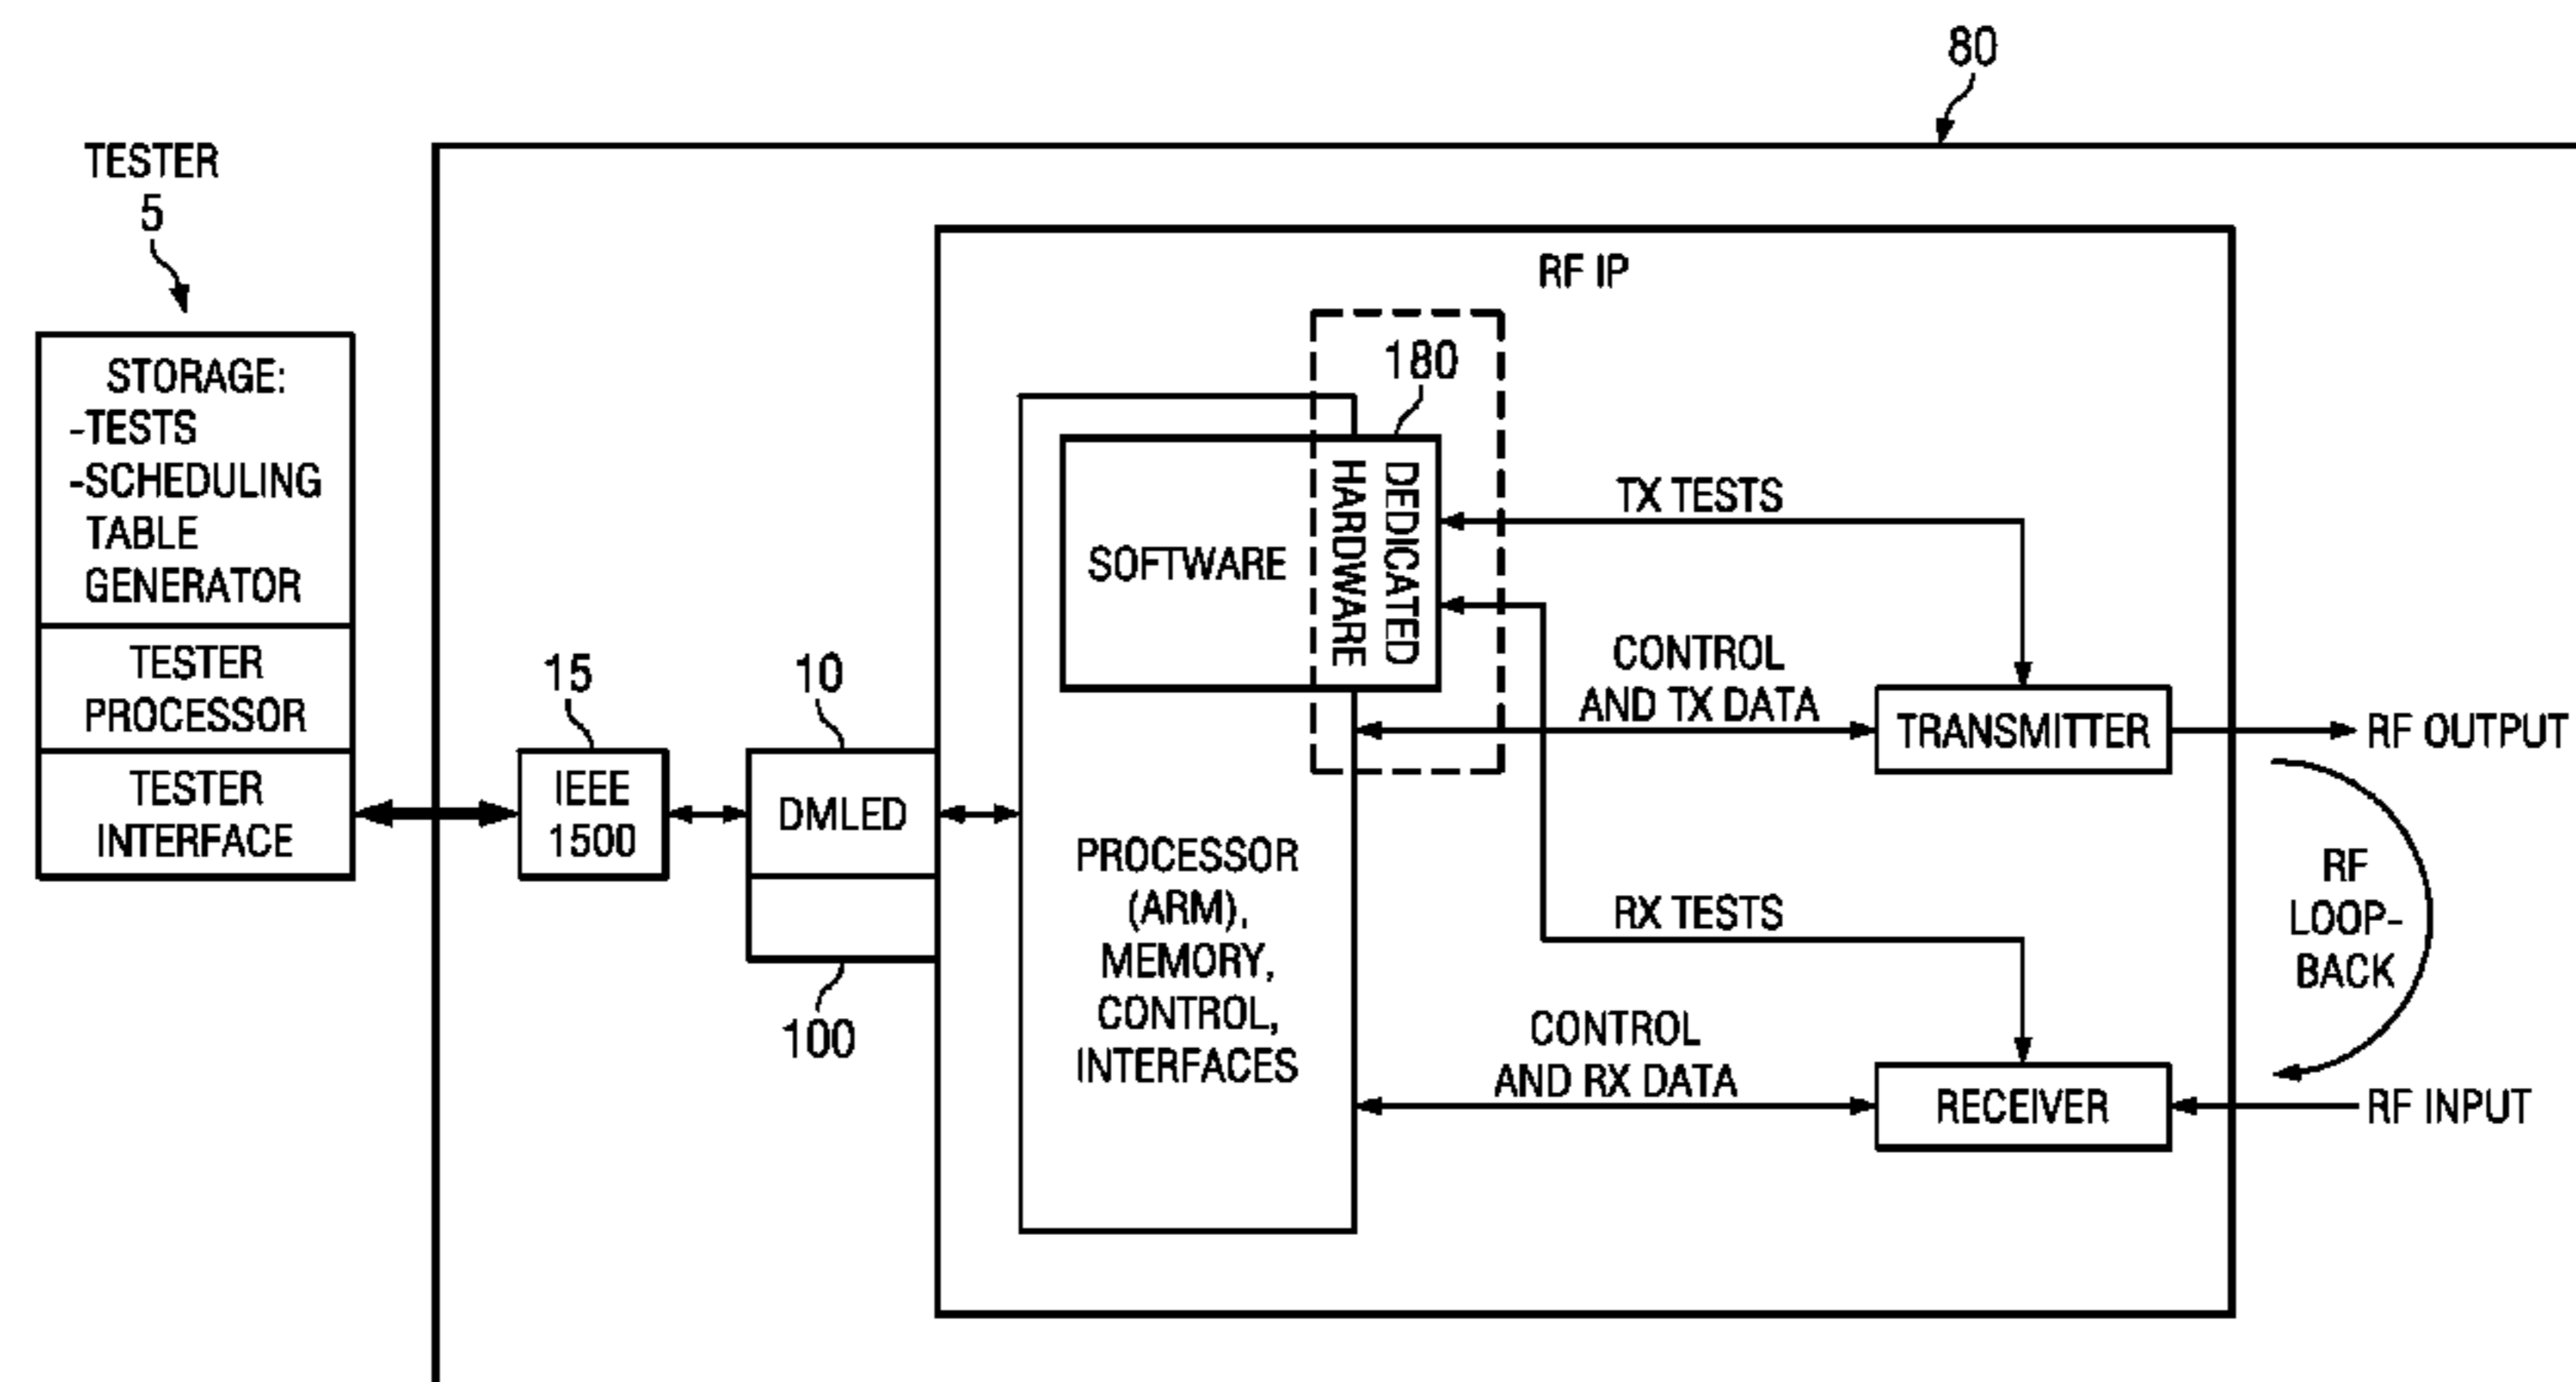 80
TESTER
5
STORAGE:
-TESTS
-SCHEDULING
TABLE
GENERATOR
TESTER
PROCESSOR
TESTER
INTERFACE
15
IEEE
1500
10
DMLED
100
RF IP
180
SOFTWARE
DEDICATED
HARDWARE
PROCESSOR
(ARM),
MEMORY,
CONTROL,
INTERFACES
TX TESTS
CONTROL
AND TX DATA
TRANSMITTER
RF OUTPUT
RX TESTS
RF
LOOP-
BACK
CONTROL
AND RX DATA
RECEIVER
RF INPUT